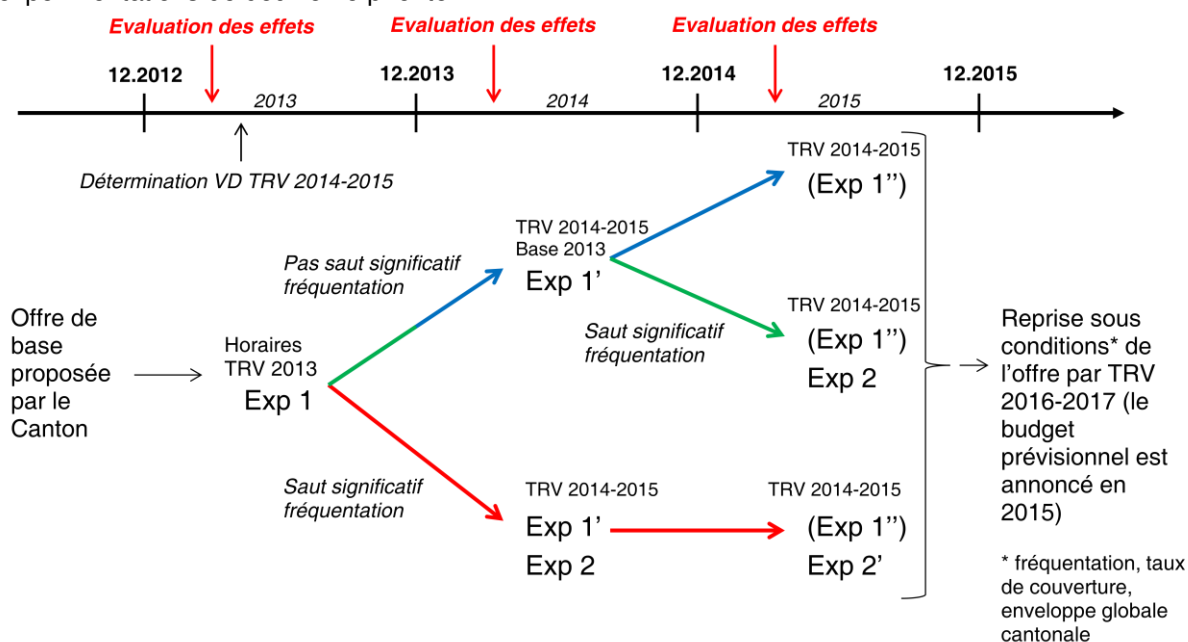 Evaluation des effets
Evaluation des effets
Evaluation des effets
12.2012
12.2013
12.2014
12.2015
2013
2014
2015
Détermination VD TRV 2014-2015
TRV 2014-2015
(Exp 1’’)
TRV 2014-2015
Base 2013
Exp 1’
Pas saut significatif
fréquentation
Offre de
base
proposée
par le
Canton
Horaires
TRV 2013
Exp 1
Saut significatif
fréquentation
TRV 2014-2015
(Exp 1’’)
Exp 2
Saut significatif
fréquentation
TRV 2014-2015
Exp 1’
Exp 2
TRV 2014-2015
(Exp 1’’)
Exp 2’
Reprise sous
conditions* de
l’offre par TRV
2016-2017 (le
budget
prévisionnel est
annoncé en
2015)
* fréquentation, taux
de couverture,
enveloppe globale
cantonale